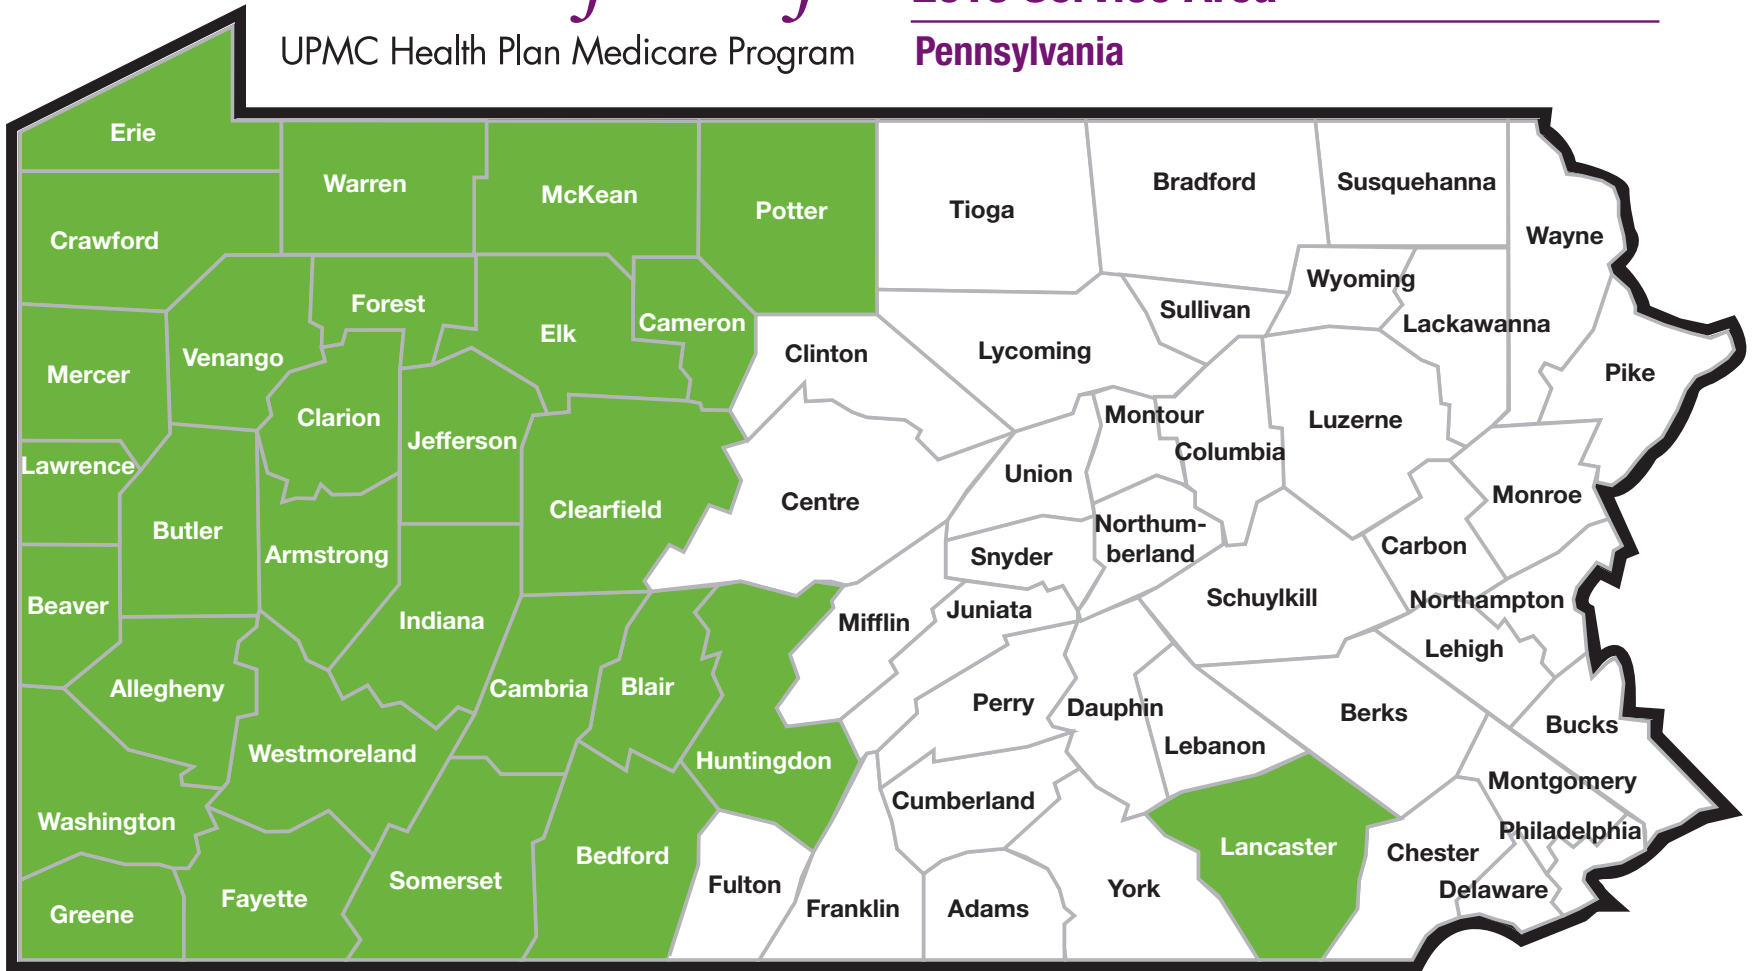 UPMC Health Plan Medicare Program
Pennsylvania
Erie
Warren
McKean
Potter
Tioga
Bradford
Susquehanna
Wayne
Crawford
Forest
Elk
Cameron
Clinton
Lycoming
Sullivan
Wyoming
Lackawanna
Pike
Mercer
Venango
Clarion
Jefferson
Clearfield
Centre
Union
Montour
Columbia
Luzerne
Monroe
Lawrence
Butler
Armstrong
Snyder
Northum-
berland
Carbon
Beaver
Indiana
Mifflin
Juniata
Schuylkill
Northampton
Lehigh
Allegheny
Cambria
Blair
Perry
Dauphin
Lebanon
Berks
Bucks
Westmoreland
Huntingdon
Cumberland
Montgomery
Washington
Philadelphia
Bedford
Lancaster
Chester
Delaware
Greene
Fayette
Somerset
Fulton
Franklin
Adams
York